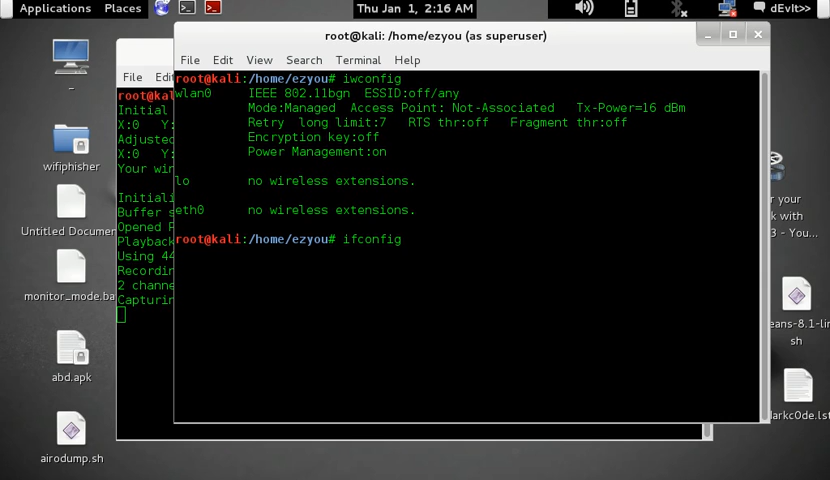 Applications Places Thu Jan 1, 2:16 AM dEvIt>>
root@kali: /home/ezyou (as superuser)
File Edit View Search Terminal Help
root@kali:/home/ezyou# iwconfig
wlan0 IEEE 802.11bgn ESSID:off/any
Mode:Managed Access Point: Not-Associated Tx-Power=16 dBm
Retry long limit:7 RTS thr:off Fragment thr:off
Encryption key:off
Power Management:on
lo no wireless extensions.
eth0 no wireless extensions.
root@kali:/home/ezyou# ifconfig
File Edi
root@kal
Initial
X:0 Y:
Adjusted
X:0 Y:
Your win
Initiali
Buffer s
Opened F
Playback
Using 44
Recordin
2 channe
Capturin
wifiphisher
Untitled Documen
monitor_mode.ba
abd.apk
airodump.sh
r your
k with
3 - You...
eans-8.1-lin
sh
arkc0de.lst